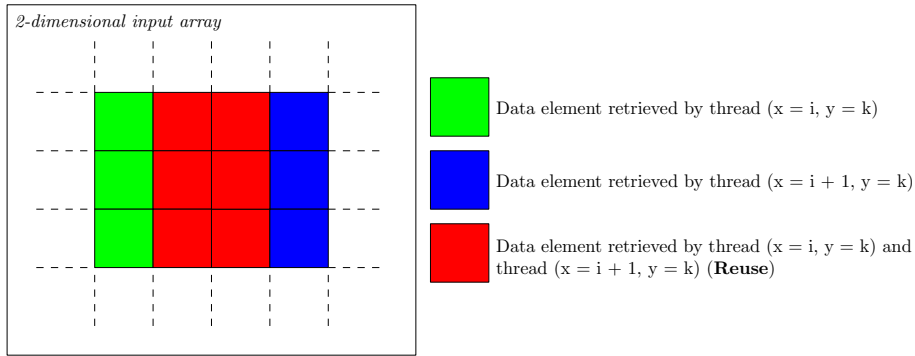 2-dimensional input array
Data element retrieved by thread (x = i, y = k)
Data element retrieved by thread (x = i + 1, y = k)
Data element retrieved by thread (x = i, y = k) and
thread (x = i + 1, y = k) (Reuse)